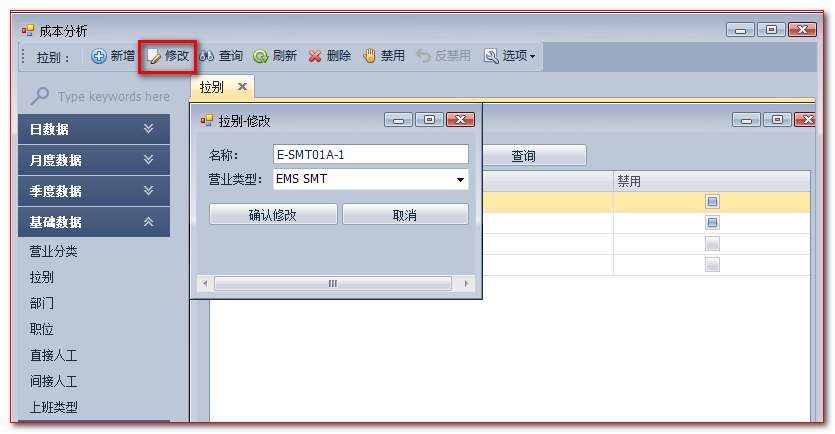 成本分析
拉别： 新增 修改 查询 刷新 删除 禁用 反禁用 选项
Type keywords here
拉别
日数据
月度数据
季度数据
基础数据
营业分类
拉别
部门
职位
直接人工
间接人工
上班类型
拉别-修改
名称： E-SMT01A-1
营业类型： EMS SMT
确认修改 取消
查询
禁用